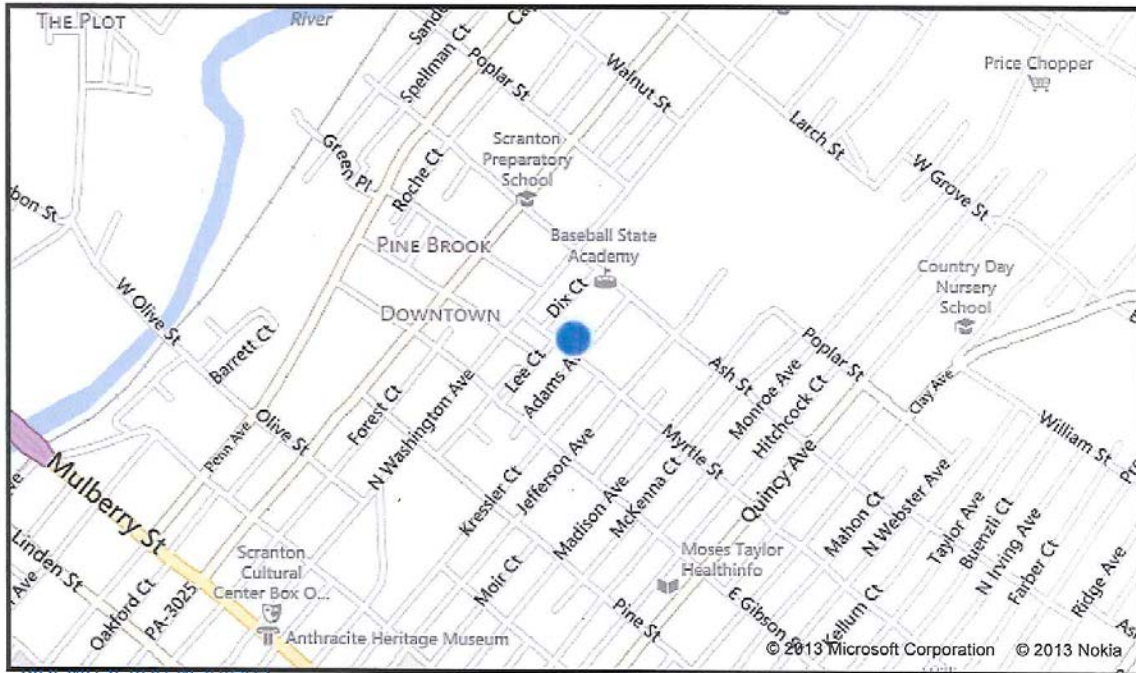 THE PLOT
River
Sande
Spellman Ct
Poplar St
Walnut St
Price Chopper
Larch St
Scranton
Preparatory
School
Green Pl
Roche Ct
W Grove St
rbon St
PINE BROOK
Baseball State
Academy
Country Day
Nursery
School
W Olive St
DOWNTOWN
Dix Ct
Barrett Ct
Lee Ct
Adams Av
Ash St
Poplar St
Monroe Ave
Hitchcock Ct
Clay Ave
William St
Forest Ct
N Washington Ave
Olive St
Penn Ave
Myrtle St
Mulberry St
Kressler Ct
Jefferson Ave
Madison Ave
McKenna Ct
Quincy Ave
Mahon Ct
N Webster Ave
Taylor Ave
Buenzli Ct
N Irving Ave
Farber Ct
Ridge Ave
Linden St
Scranton
Cultural
Center Box O...
Moses Taylor
HealthInfo
Moir Ct
Pine St
E Gibson S
Kellum Ct
Oakford Ct
PA-3025
Anthracite Heritage Museum
© 2013 Microsoft Corporation © 2013 Nokia